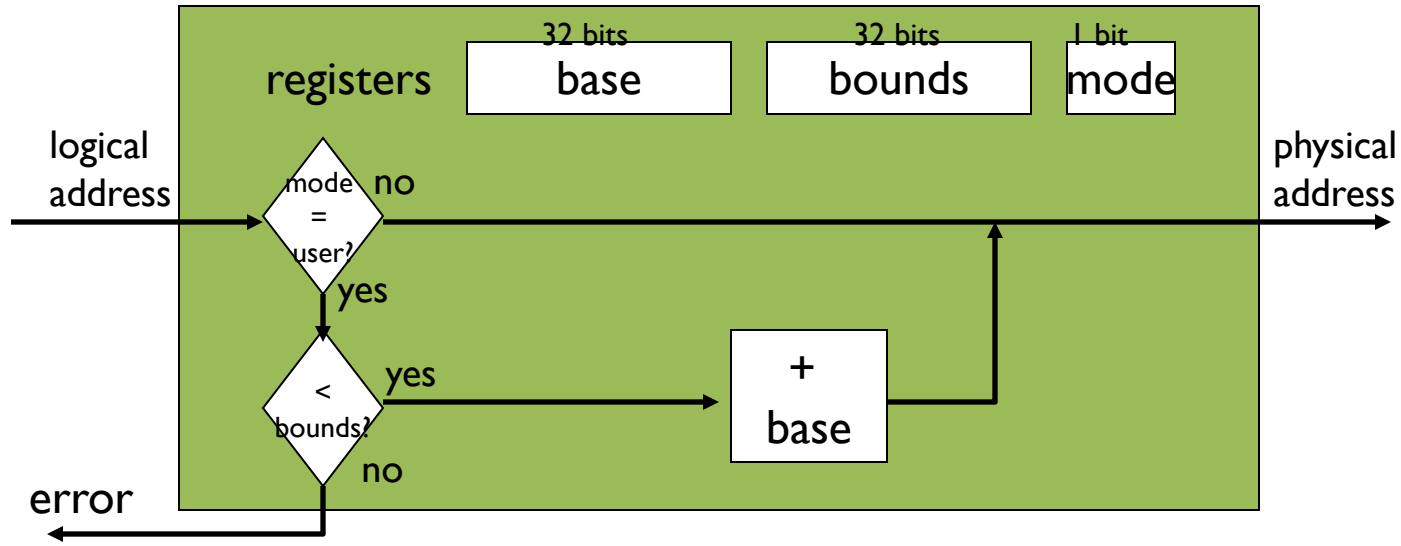 32 bits
32 bits
1 bit
registers
base
bounds
mode
logical
address
physical
address
mode
=
user?
no
yes
<
bounds?
yes
no
+
base
error